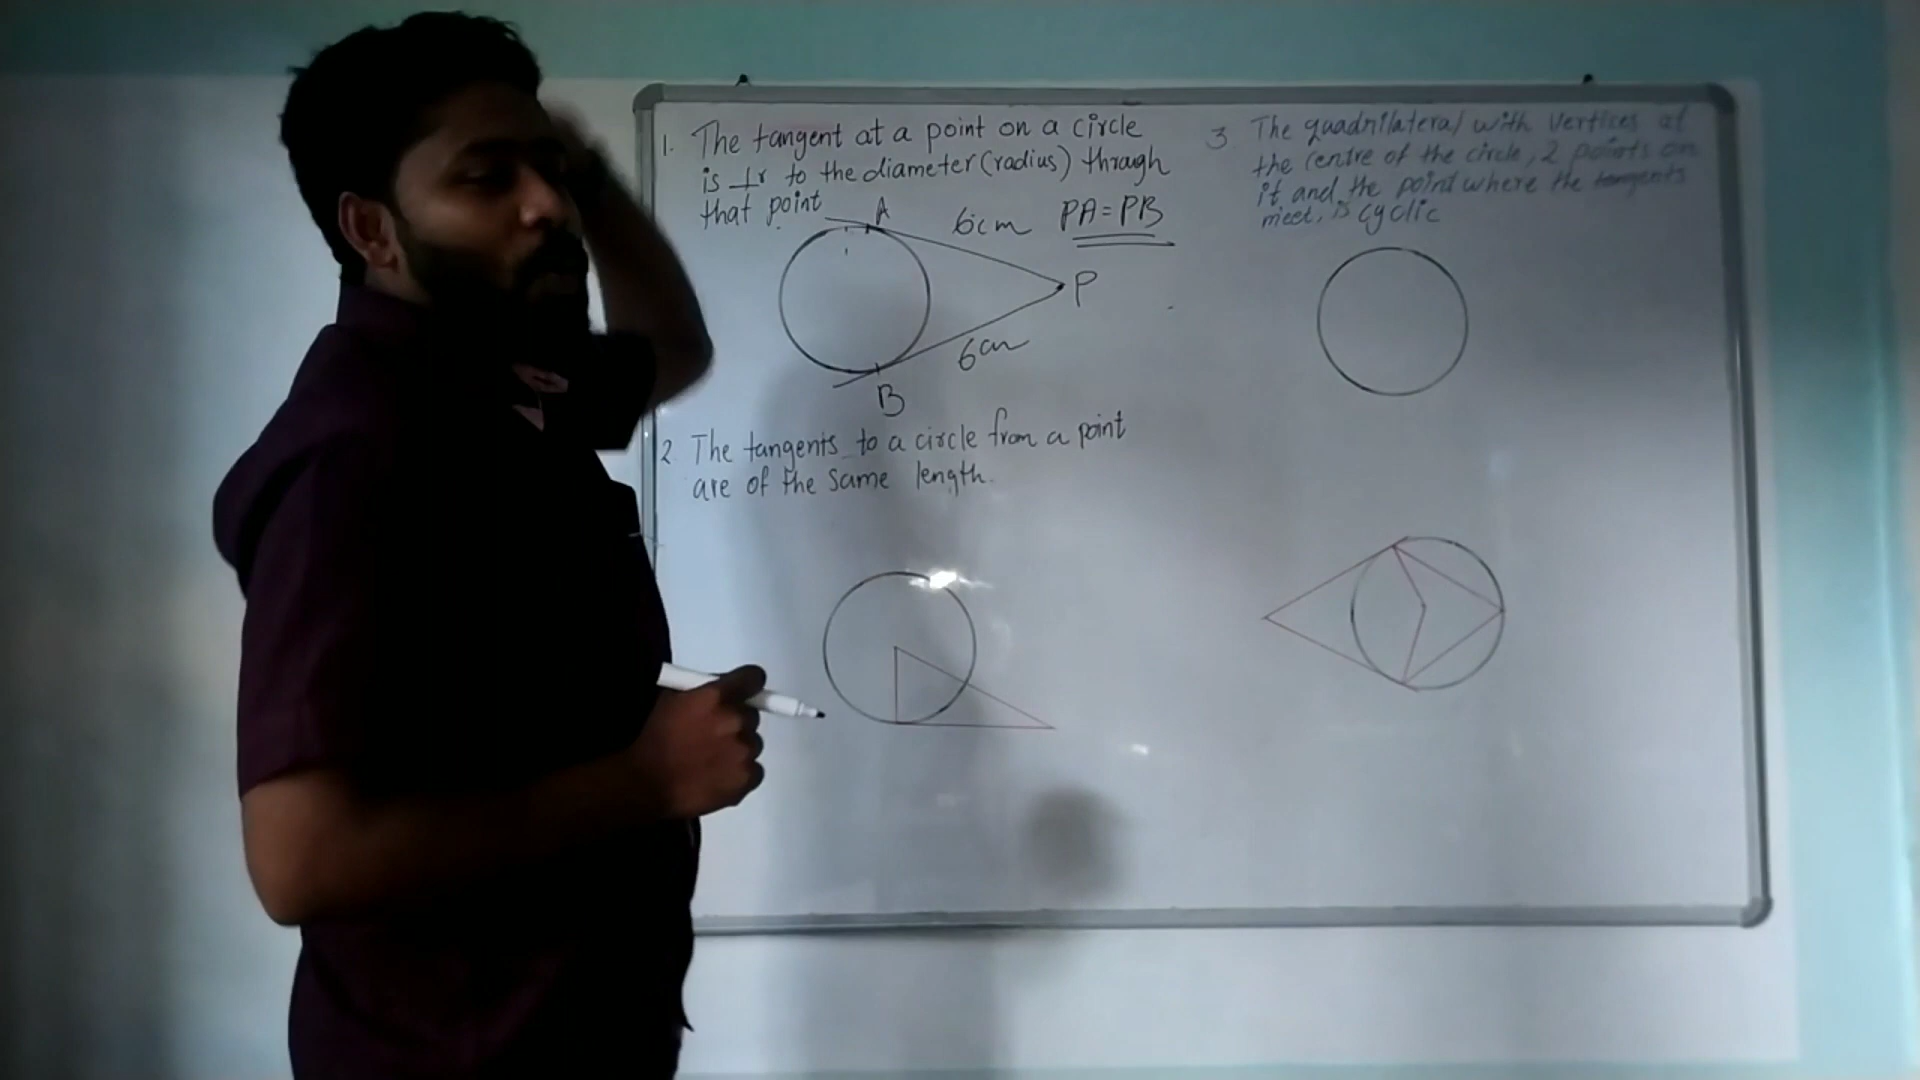 1. The tangent at a point on a circle
is ⊥r to the diameter (radius) through
that point
A
6cm
PA = PB
P
6cm
B
2. The tangents to a circle from a point
are of the same length.
3. The quadrilateral with vertices at
the centre of the circle, 2 points on
it and the point where the tangents
meet, is cyclic